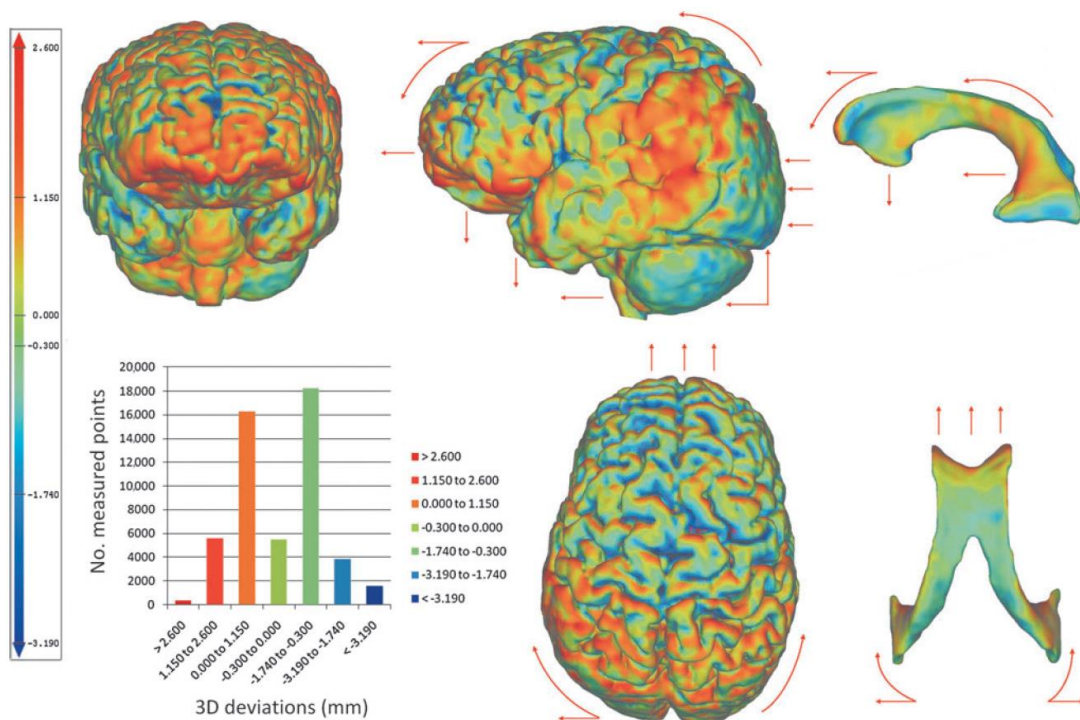 2.600
1.150
0.000
-0.300
-1.740
-3.190
No. measured points
20,000
18,000
16,000
14,000
12,000
10,000
8000
6000
4000
2000
0
> 2.600
1.150 to 2.600
0.000 to 1.150
-0.300 to 0.000
-1.740 to -0.300
-3.190 to -1.740
< -3.190
3D deviations (mm)
> 2.600
1.150 to 2.600
0.000 to 1.150
-0.300 to 0.000
-1.740 to -0.300
-3.190 to -1.740
< -3.190